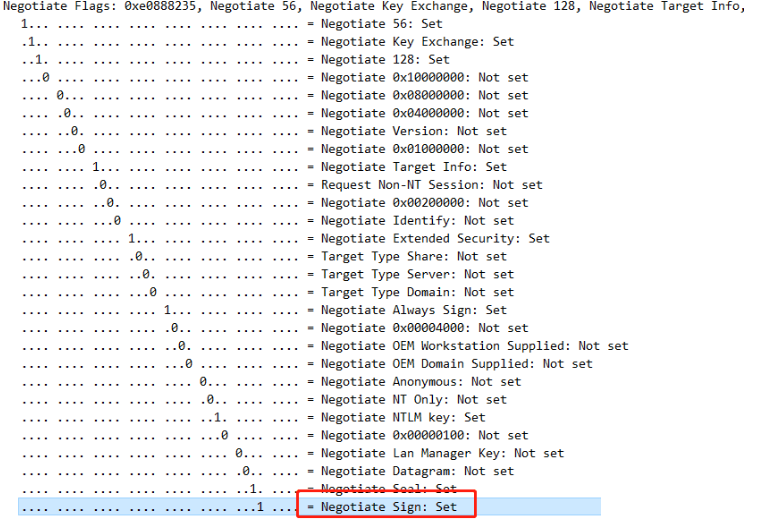 Negotiate Flags: 0xe0888235, Negotiate 56, Negotiate Key Exchange, Negotiate 128, Negotiate Target Info,
1... .... .... .... .... .... .... .... = Negotiate 56: Set
.1.. .... .... .... .... .... .... .... = Negotiate Key Exchange: Set
..1. .... .... .... .... .... .... .... = Negotiate 128: Set
...0 .... .... .... .... .... .... .... = Negotiate 0x10000000: Not set
.... 0... .... .... .... .... .... .... = Negotiate 0x08000000: Not set
.... .0.. .... .... .... .... .... .... = Negotiate 0x04000000: Not set
.... ..0. .... .... .... .... .... .... = Negotiate Version: Not set
.... ...0 .... .... .... .... .... .... = Negotiate 0x01000000: Not set
.... .... 1... .... .... .... .... .... = Negotiate Target Info: Set
.... .... .0.. .... .... .... .... .... = Request Non-NT Session: Not set
.... .... ..0. .... .... .... .... .... = Negotiate 0x00200000: Not set
.... .... ...0 .... .... .... .... .... = Negotiate Identify: Not set
.... .... .... 1... .... .... .... .... = Negotiate Extended Security: Set
.... .... .... .0.. .... .... .... .... = Target Type Share: Not set
.... .... .... ..0. .... .... .... .... = Target Type Server: Not set
.... .... .... ...0 .... .... .... .... = Target Type Domain: Not set
.... .... .... .... 1... .... .... .... = Negotiate Always Sign: Set
.... .... .... .... .0.. .... .... .... = Negotiate 0x00004000: Not set
.... .... .... .... ..0. .... .... .... = Negotiate OEM Workstation Supplied: Not set
.... .... .... .... ...0 .... .... .... = Negotiate OEM Domain Supplied: Not set
.... .... .... .... .... 0... .... .... = Negotiate Anonymous: Not set
.... .... .... .... .... .0.. .... .... = Negotiate NT Only: Not set
.... .... .... .... .... ..1. .... .... = Negotiate NTLM key: Set
.... .... .... .... .... ...0 .... .... = Negotiate 0x00000100: Not set
.... .... .... .... .... .... 0... .... = Negotiate Lan Manager Key: Not set
.... .... .... .... .... .... .0.. .... = Negotiate Datagram: Not set
.... .... .... .... .... .... ..1. .... = Negotiate Seal: Set
.... .... .... .... .... .... ...1 .... = Negotiate Sign: Set